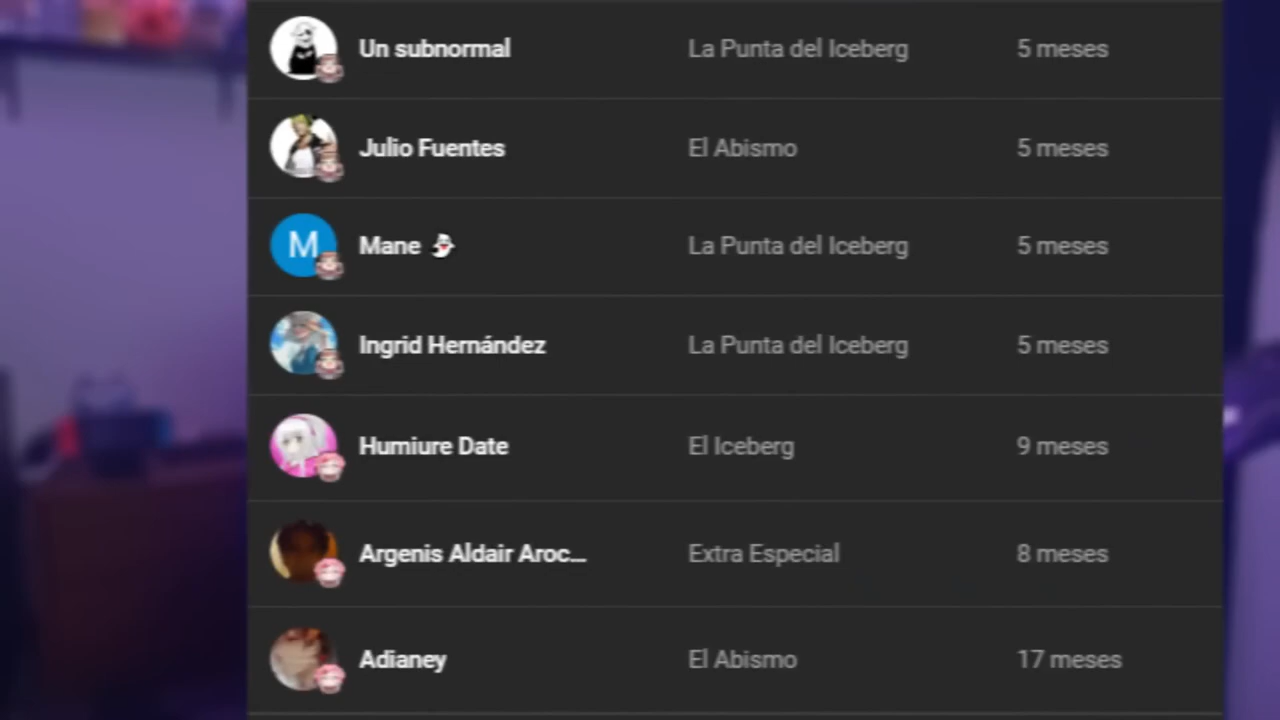 Un subnormal La Punta del Iceberg 5 meses
Julio Fuentes El Abismo 5 meses
M Mane 👻 La Punta del Iceberg 5 meses
Ingrid Hernández La Punta del Iceberg 5 meses
Humiure Date El Iceberg 9 meses
Argenis Aldair Aroc... Extra Especial 8 meses
Adianey El Abismo 17 meses